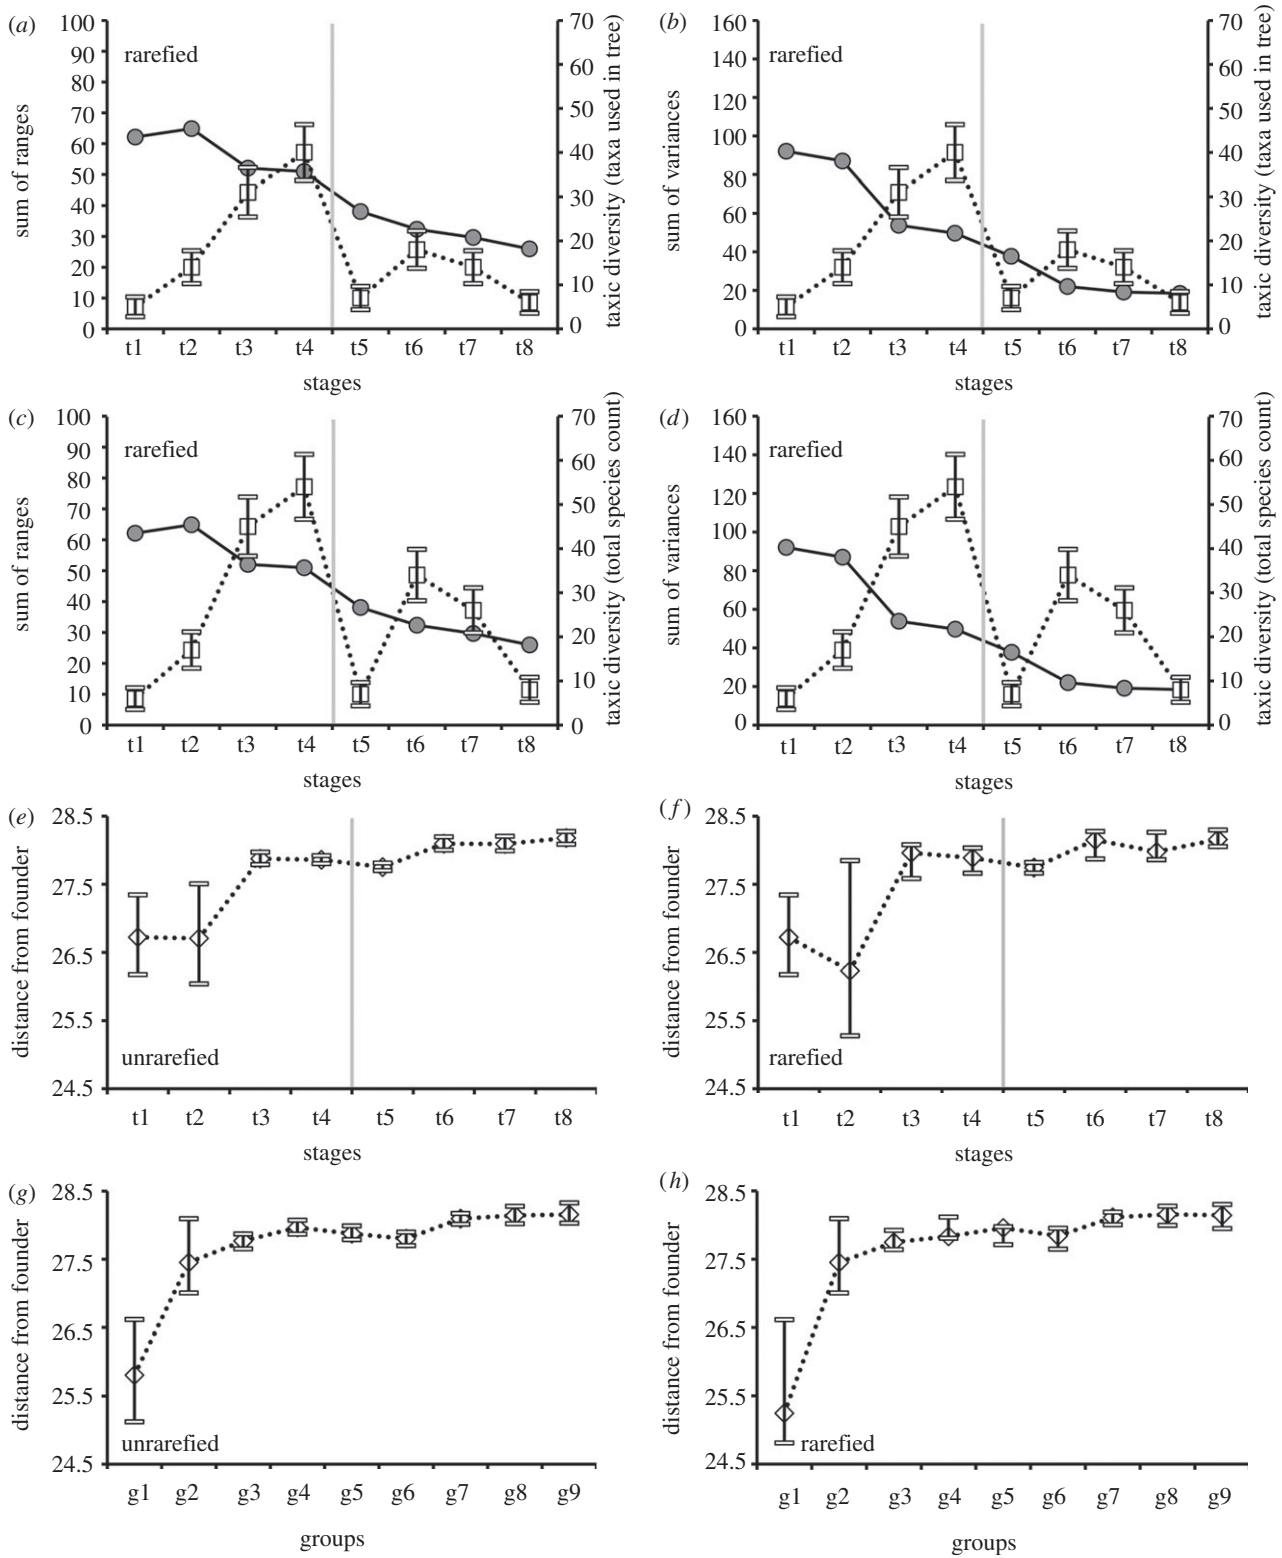 (a)
100
90
80
70
60
50
40
30
20
10
0
sum of ranges
rarefied
70
60
50
40
30
20
10
0
taxic diversity (taxa used in tree)
t1 t2 t3 t4 t5 t6 t7 t8
stages
(b)
160
140
120
100
80
60
40
20
0
sum of variances
rarefied
70
60
50
40
30
20
10
0
taxic diversity (taxa used in tree)
t1 t2 t3 t4 t5 t6 t7 t8
stages
(c)
100
90
80
70
60
50
40
30
20
10
0
sum of ranges
rarefied
70
60
50
40
30
20
10
0
taxic diversity (total species count)
t1 t2 t3 t4 t5 t6 t7 t8
stages
(d)
160
140
120
100
80
60
40
20
0
sum of variances
rarefied
70
60
50
40
30
20
10
0
taxic diversity (total species count)
t1 t2 t3 t4 t5 t6 t7 t8
stages
(e)
28.5
27.5
26.5
25.5
24.5
distance from founder
unrarefied
t1 t2 t3 t4 t5 t6 t7 t8
stages
(f)
28.5
27.5
26.5
25.5
24.5
distance from founder
rarefied
t1 t2 t3 t4 t5 t6 t7 t8
stages
(g)
28.5
27.5
26.5
25.5
24.5
distance from founder
unrarefied
g1 g2 g3 g4 g5 g6 g7 g8 g9
groups
(h)
28.5
27.5
26.5
25.5
24.5
distance from founder
rarefied
g1 g2 g3 g4 g5 g6 g7 g8 g9
groups